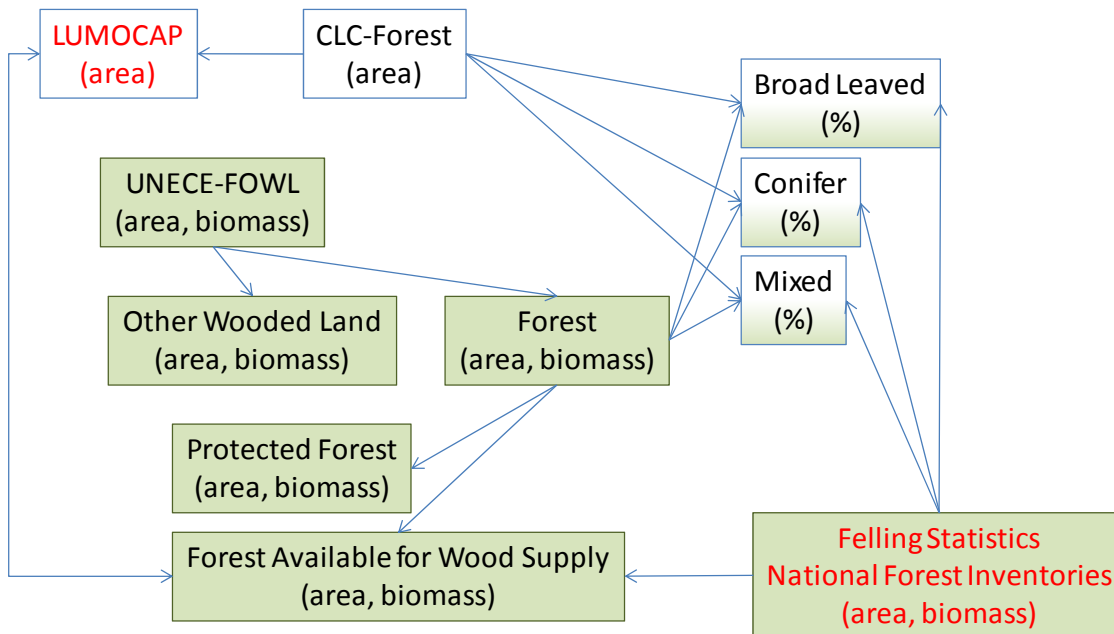 LUMOCAP
(area)
CLC-Forest
(area)
Broad Leaved
(%)
UNECE-FOWL
(area, biomass)
Conifer
(%)
Mixed
(%)
Other Wooded Land
(area, biomass)
Forest
(area, biomass)
Protected Forest
(area, biomass)
Forest Available for Wood Supply
(area, biomass)
Felling Statistics
National Forest Inventories
(area, biomass)